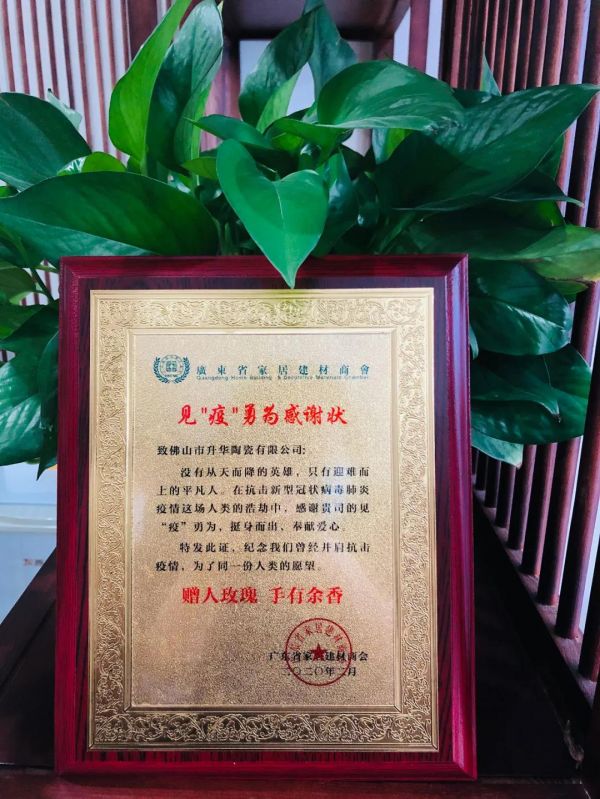 廣東省家居建材商會
Guangdong Home Building & Decorative Materials Chamber
见"疫"勇为感谢状
致佛山市升华陶瓷有限公司:
没有从天而降的英雄，只有迎难而
上的平凡人。在抗击新型冠状病毒肺炎
疫情这场人类的浩劫中，感谢贵司的见
“疫”勇为，挺身而出、奉献爱心。
特发此证，纪念我们曾经并肩抗击
疫情，为了同一份人类的愿望。
赠人玫瑰 手有余香
广东省家居建材商会
二〇二〇年二月